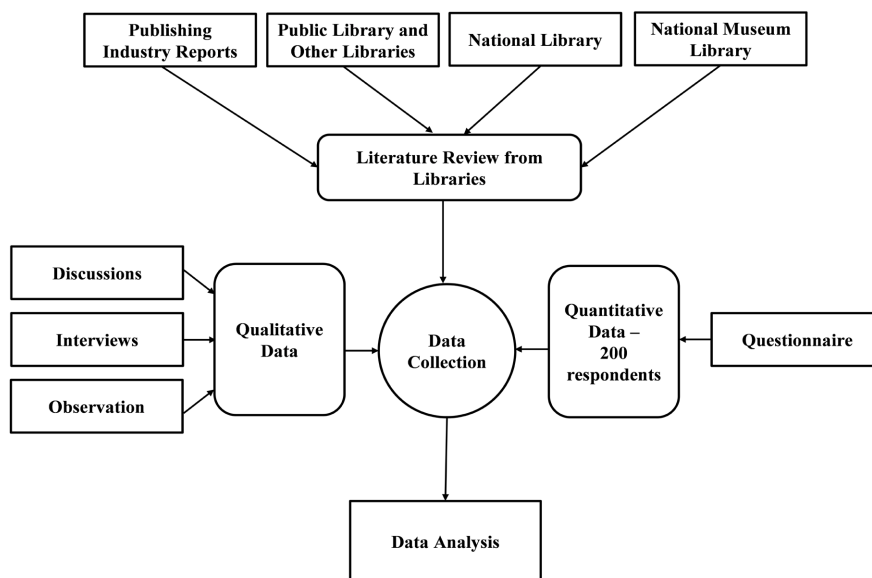 Publishing
Industry Reports
Public Library and
Other Libraries
National Library
National Museum
Library
Literature Review from
Libraries
Discussions
Interviews
Observation
Qualitative
Data
Data
Collection
Quantitative
Data –
200
respondents
Questionnaire
Data Analysis